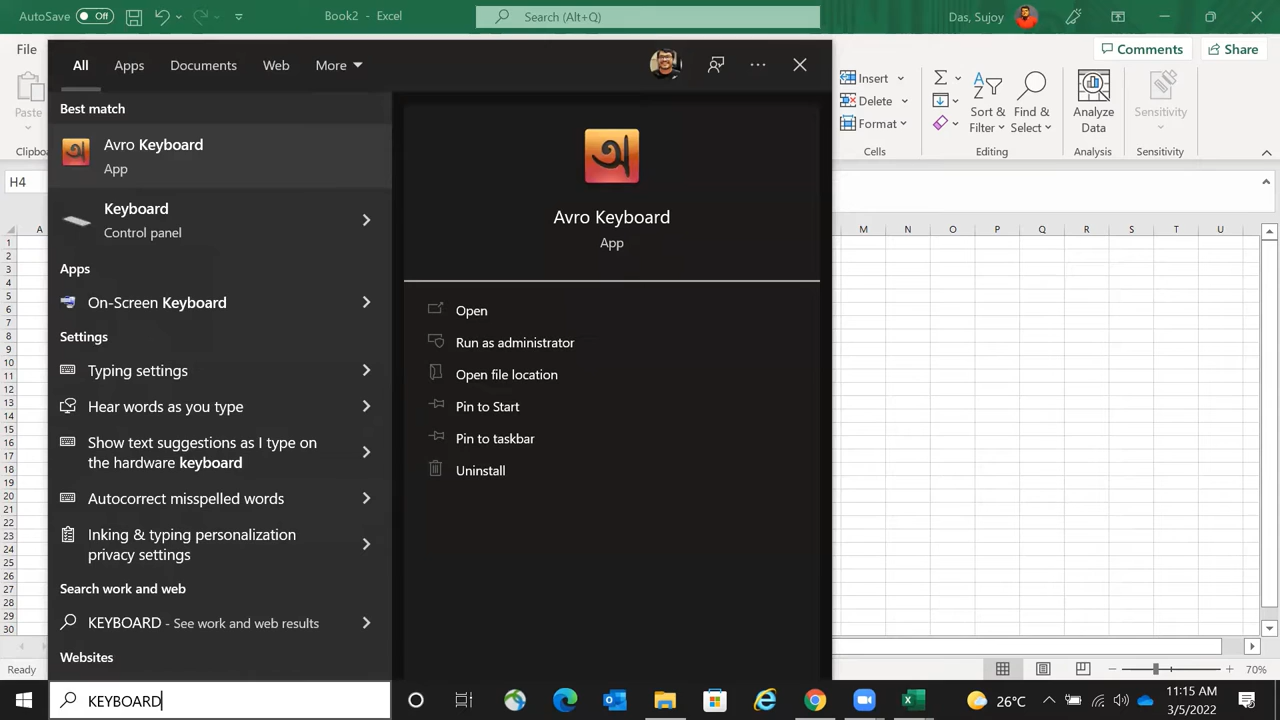 AutoSave Off Book2 - Excel Search (Alt+Q) Das, Sujoy
File Comments Share
All Apps Documents Web More
Best match
Avro Keyboard
App
Keyboard
Control panel
Apps
On-Screen Keyboard
Settings
Typing settings
Hear words as you type
Show text suggestions as I type on
the hardware keyboard
Autocorrect misspelled words
Inking & typing personalization
privacy settings
Search work and web
KEYBOARD - See work and web results
Websites
KEYBOARD
অ
Avro Keyboard
App
Open
Run as administrator
Open file location
Pin to Start
Pin to taskbar
Uninstall
Paste
Clipbo
Insert
Delete
Format
Cells
Sort &
Filter
Find &
Select
Editing
Analyze
Data
Analysis
Sensitivity
Sensitivity
H4
A M N O P Q R S T U
1
2
3
4
5
6
7
8
9
10
11
12
13
14
15
16
17
18
19
20
21
22
23
24
25
26
27
28
29
30
Ready 70%
26°C
11:15 AM
3/5/2022